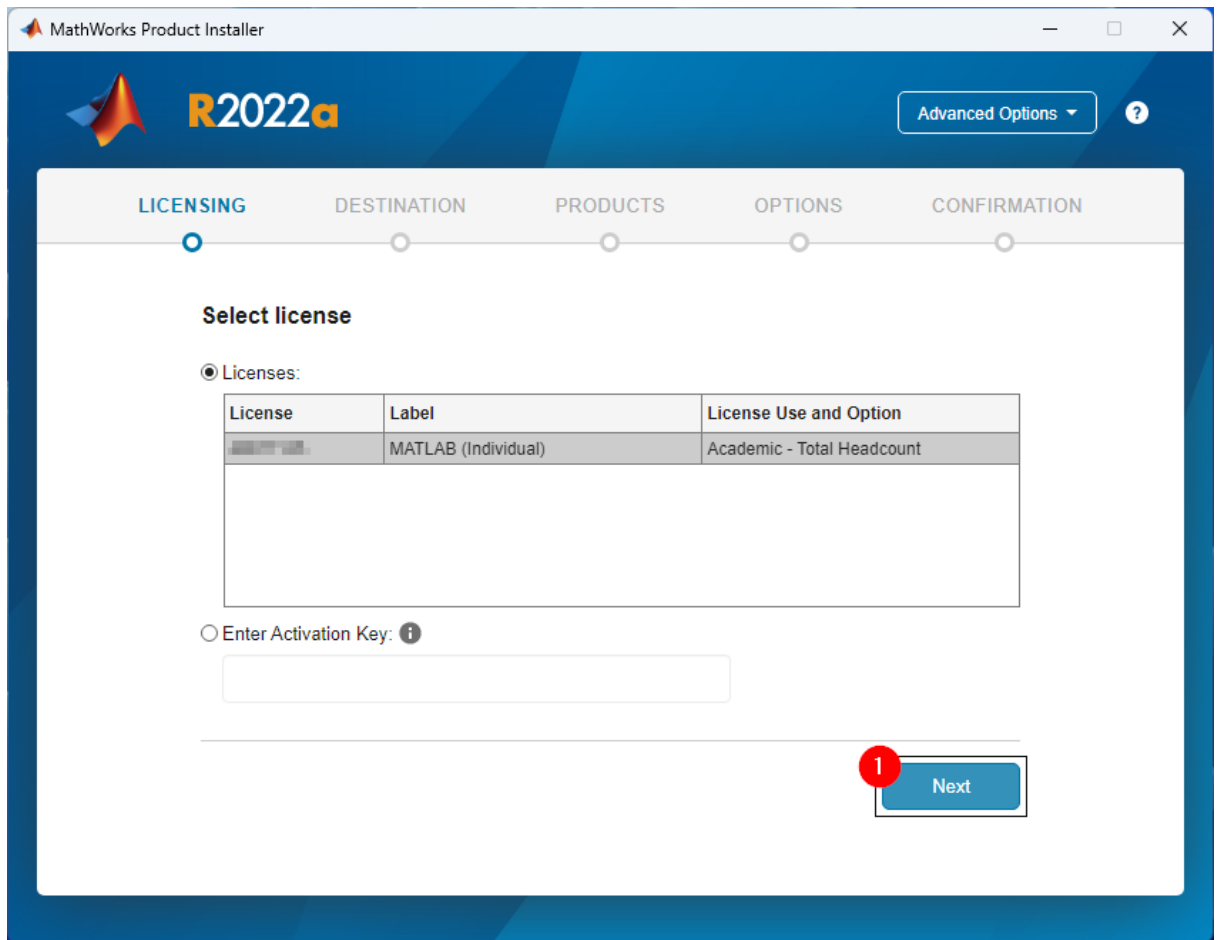 MathWorks Product Installer
R2022a
Advanced Options
?
LICENSING DESTINATION PRODUCTS OPTIONS CONFIRMATION
Select license
Licenses:
License Label License Use and Option
MATLAB (Individual) Academic - Total Headcount
Enter Activation Key: i
1
Next